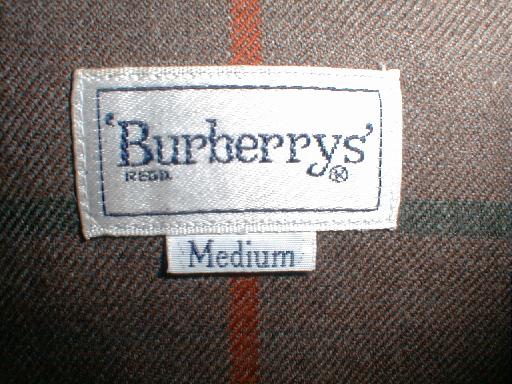 'Burberrys'
REGD. ®
Medium